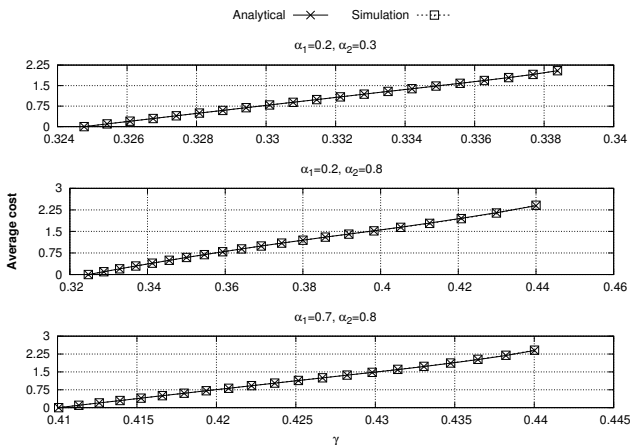 Analytical Simulation
α1=0.2, α2=0.3
2.25
1.5
0.75
0
0.324 0.326 0.328 0.33 0.332 0.334 0.336 0.338 0.34
α1=0.2, α2=0.8
3
2.25
1.5
0.75
0
0.32 0.34 0.36 0.38 0.4 0.42 0.44 0.46
Average cost
α1=0.7, α2=0.8
3
2.25
1.5
0.75
0
0.41 0.415 0.42 0.425 0.43 0.435 0.44 0.445
γ